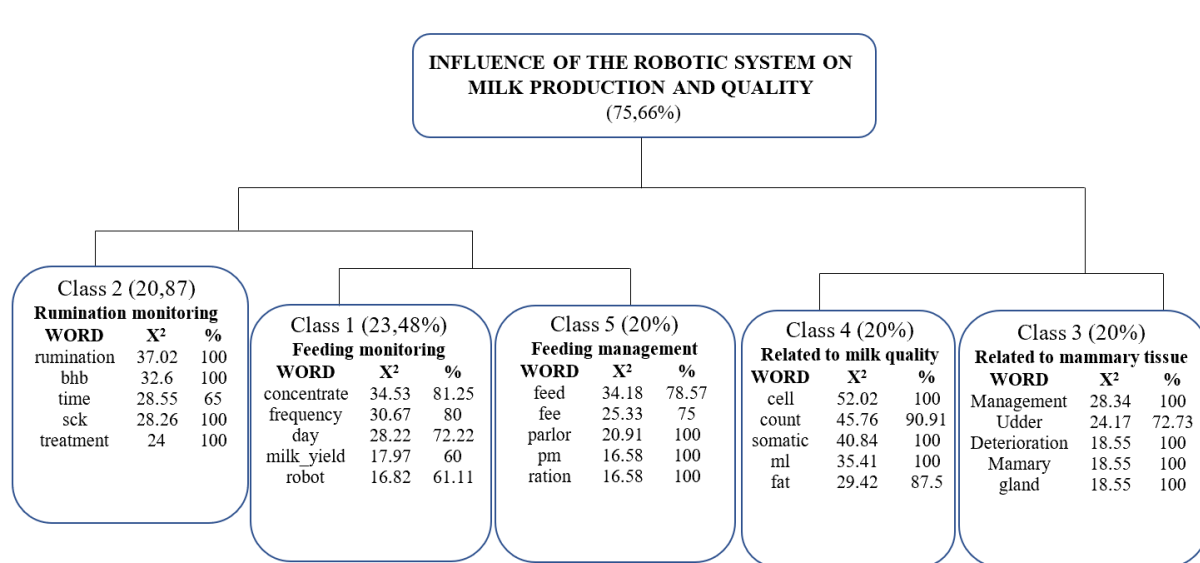 INFLUENCE OF THE ROBOTIC SYSTEM ON
MILK PRODUCTION AND QUALITY
(75,66%)
Class 2 (20,87)
Rumination monitoring
WORD X² %
rumination 37.02 100
bhb 32.6 100
time 28.55 65
sck 28.26 100
treatment 24 100
Class 1 (23,48%)
Feeding monitoring
WORD X² %
concentrate 34.53 81.25
frequency 30.67 80
day 28.22 72.22
milk_yield 17.97 60
robot 16.82 61.11
Class 5 (20%)
Feeding management
WORD X² %
feed 34.18 78.57
fee 25.33 75
parlor 20.91 100
pm 16.58 100
ration 16.58 100
Class 4 (20%)
Related to milk quality
WORD X² %
cell 52.02 100
count 45.76 90.91
somatic 40.84 100
ml 35.41 100
fat 29.42 87.5
Class 3 (20%)
Related to mammary tissue
WORD X² %
Management 28.34 100
Udder 24.17 72.73
Deterioration 18.55 100
Mamary 18.55 100
gland 18.55 100